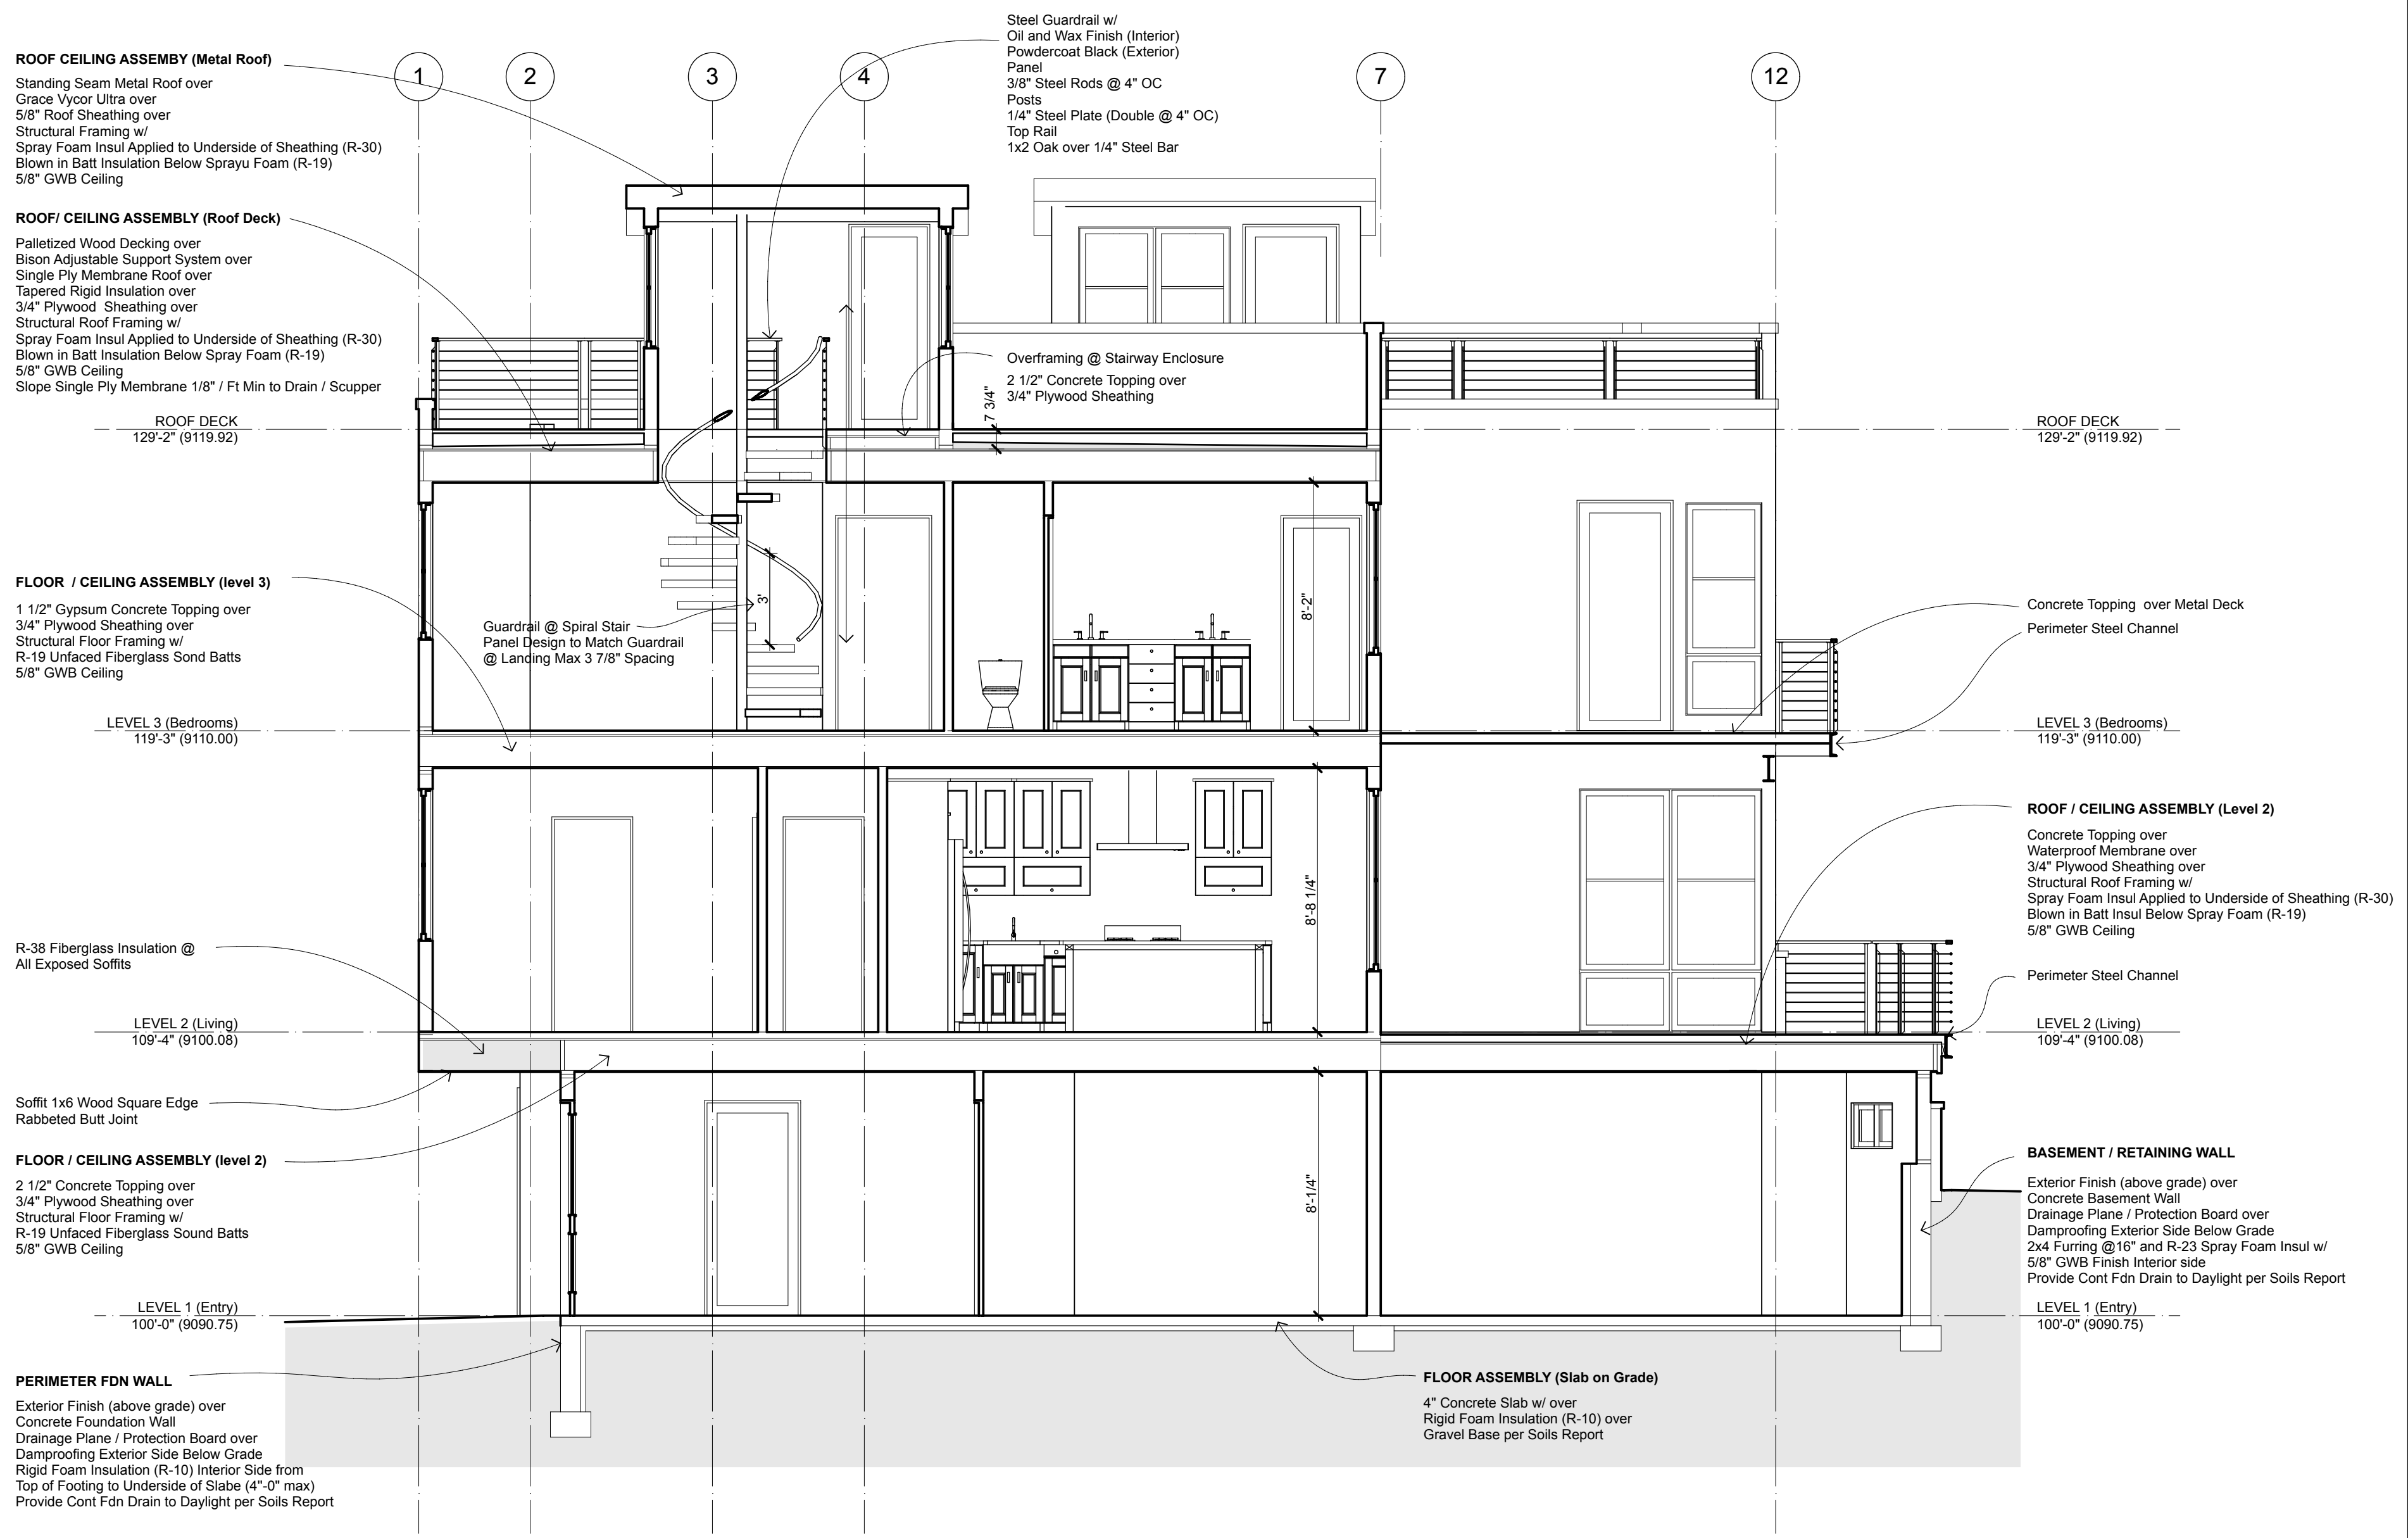 1
2
3
4
7
12
ROOF CEILING ASSEMBY (Metal Roof)
Standing Seam Metal Roof over
Grace Vycor Ultra over
5/8" Roof Sheathing over
Structural Framing w/
Spray Foam Insul Applied to Underside of Sheathing (R-30)
Blown in Batt Insulation Below Sprayu Foam (R-19)
5/8" GWB Ceiling
Steel Guardrail w/
Oil and Wax Finish (Interior)
Powdercoat Black (Exterior)
Panel
3/8" Steel Rods @ 4" OC
Posts
1/4" Steel Plate (Double @ 4" OC)
Top Rail
1x2 Oak over 1/4" Steel Bar
ROOF/ CEILING ASSEMBLY (Roof Deck)
Palletized Wood Decking over
Bison Adjustable Support System over
Single Ply Membrane Roof over
Tapered Rigid Insulation over
3/4" Plywood  Sheathing over
Structural Roof Framing w/
Spray Foam Insul Applied to Underside of Sheathing (R-30)
Blown in Batt Insulation Below Spray Foam (R-19)
5/8" GWB Ceiling
Slope Single Ply Membrane 1/8" / Ft Min to Drain / Scupper
Overframing @ Stairway Enclosure
2 1/2" Concrete Topping over
3/4" Plywood Sheathing
7 3/4"
ROOF DECK
129'-2" (9119.92)
ROOF DECK
129'-2" (9119.92)
FLOOR  / CEILING ASSEMBLY (level 3)
1 1/2" Gypsum Concrete Topping over
3/4" Plywood Sheathing over
Structural Floor Framing w/
R-19 Unfaced Fiberglass Sond Batts
5/8" GWB Ceiling
Guardrail @ Spiral Stair
Panel Design to Match Guardrail
@ Landing Max 3 7/8" Spacing
3'
8'-2"
Concrete Topping  over Metal Deck
Perimeter Steel Channel
LEVEL 3 (Bedrooms)
119'-3" (9110.00)
LEVEL 3 (Bedrooms)
119'-3" (9110.00)
ROOF / CEILING ASSEMBLY (Level 2)
Concrete Topping over
Waterproof Membrane over
3/4" Plywood Sheathing over
Structural Roof Framing w/
Spray Foam Insul Applied to Underside of Sheathing (R-30)
Blown in Batt Insul Below Spray Foam (R-19)
5/8" GWB Ceiling
8'-8 1/4"
R-38 Fiberglass Insulation @
All Exposed Soffits
Perimeter Steel Channel
LEVEL 2 (Living)
109'-4" (9100.08)
LEVEL 2 (Living)
109'-4" (9100.08)
Soffit 1x6 Wood Square Edge
Rabbeted Butt Joint
FLOOR / CEILING ASSEMBLY (level 2)
2 1/2" Concrete Topping over
3/4" Plywood Sheathing over
Structural Floor Framing w/
R-19 Unfaced Fiberglass Sound Batts
5/8" GWB Ceiling
8'-1/4"
BASEMENT / RETAINING WALL
Exterior Finish (above grade) over
Concrete Basement Wall
Drainage Plane / Protection Board over
Damproofing Exterior Side Below Grade
2x4 Furring @16" and R-23 Spray Foam Insul w/
5/8" GWB Finish Interior side
Provide Cont Fdn Drain to Daylight per Soils Report
LEVEL 1 (Entry)
100'-0" (9090.75)
LEVEL 1 (Entry)
100'-0" (9090.75)
PERIMETER FDN WALL
Exterior Finish (above grade) over
Concrete Foundation Wall
Drainage Plane / Protection Board over
Damproofing Exterior Side Below Grade
Rigid Foam Insulation (R-10) Interior Side from
Top of Footing to Underside of Slabe (4"-0" max)
Provide Cont Fdn Drain to Daylight per Soils Report
FLOOR ASSEMBLY (Slab on Grade)
4" Concrete Slab w/ over
Rigid Foam Insulation (R-10) over
Gravel Base per Soils Report